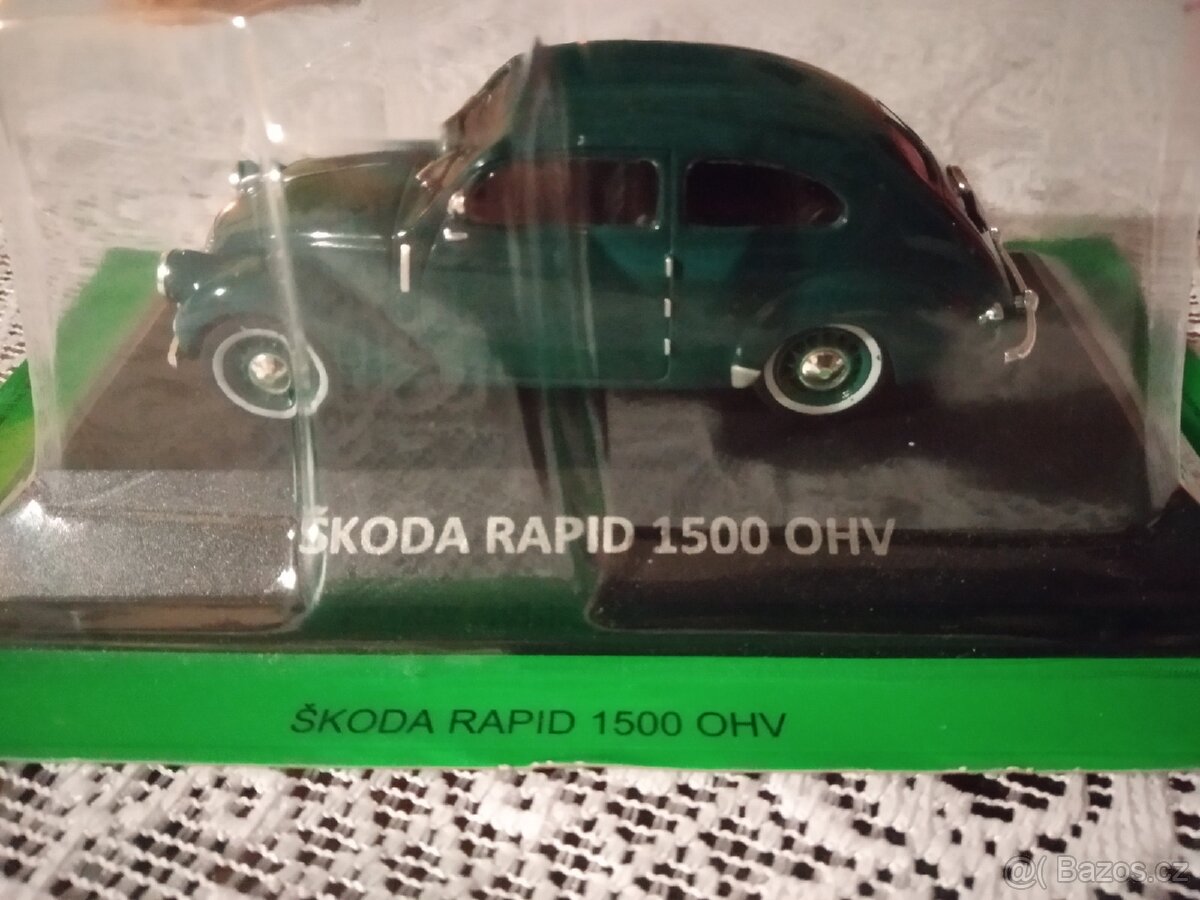 ŠKODA RAPID 1500 OHV
ŠKODA RAPID 1500 OHV
@( Bazos.cz